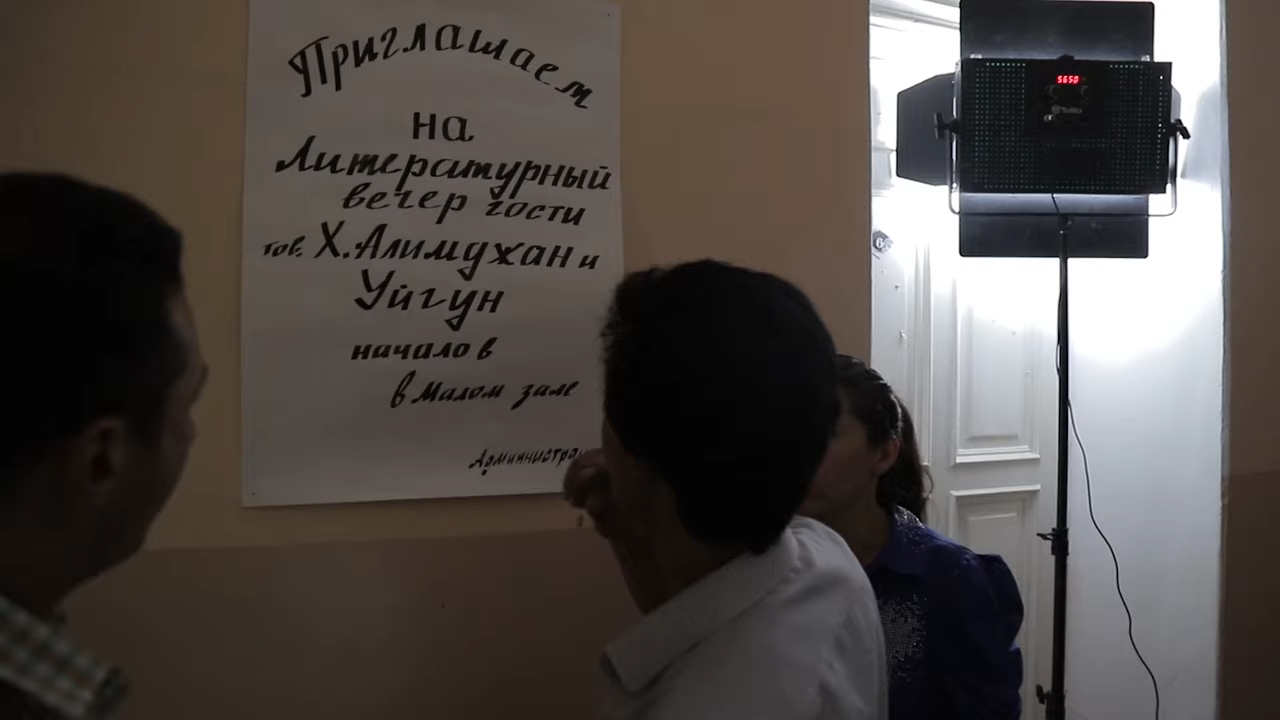 Приглашаем
на
Литературный
вечер гости
тов. Х. Алимджан и
Уйгун
начало в
в Малом зале
5650